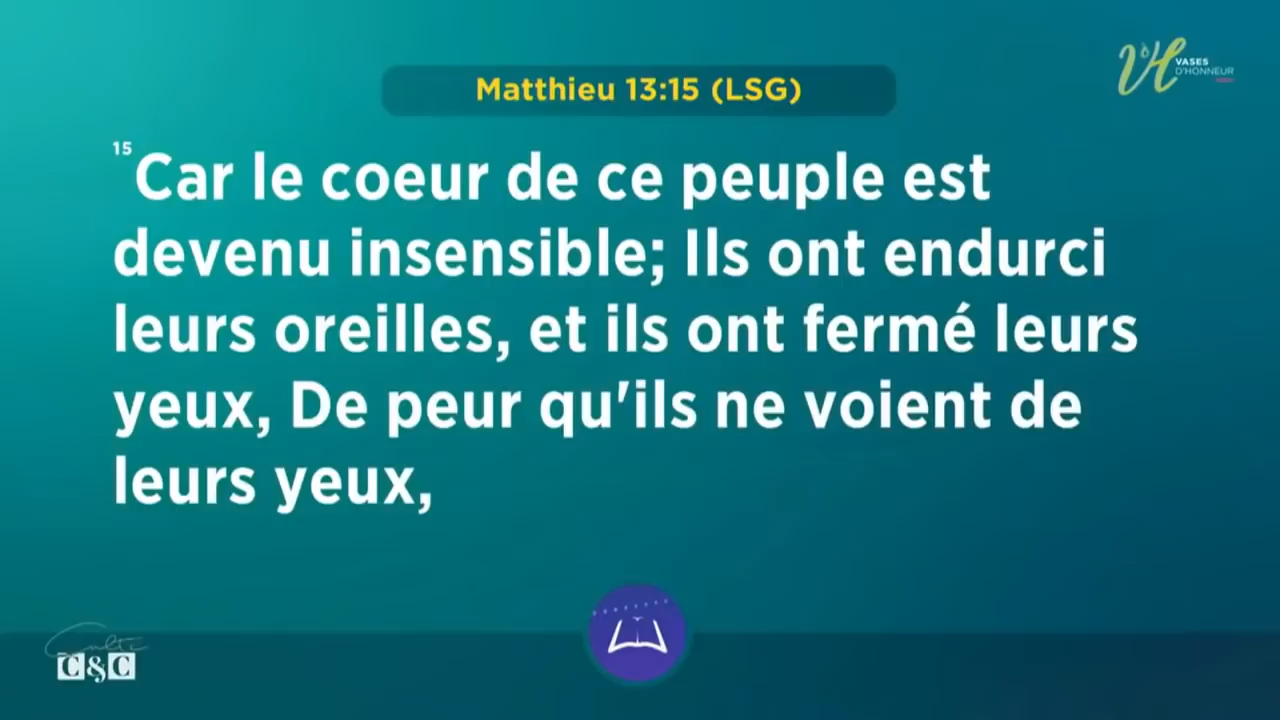 Matthieu 13:15 (LSG)
VASES
D'HONNEUR
15 Car le coeur de ce peuple est
devenu insensible; Ils ont endurci
leurs oreilles, et ils ont fermé leurs
yeux, De peur qu'ils ne voient de
leurs yeux,
Culte
C&C